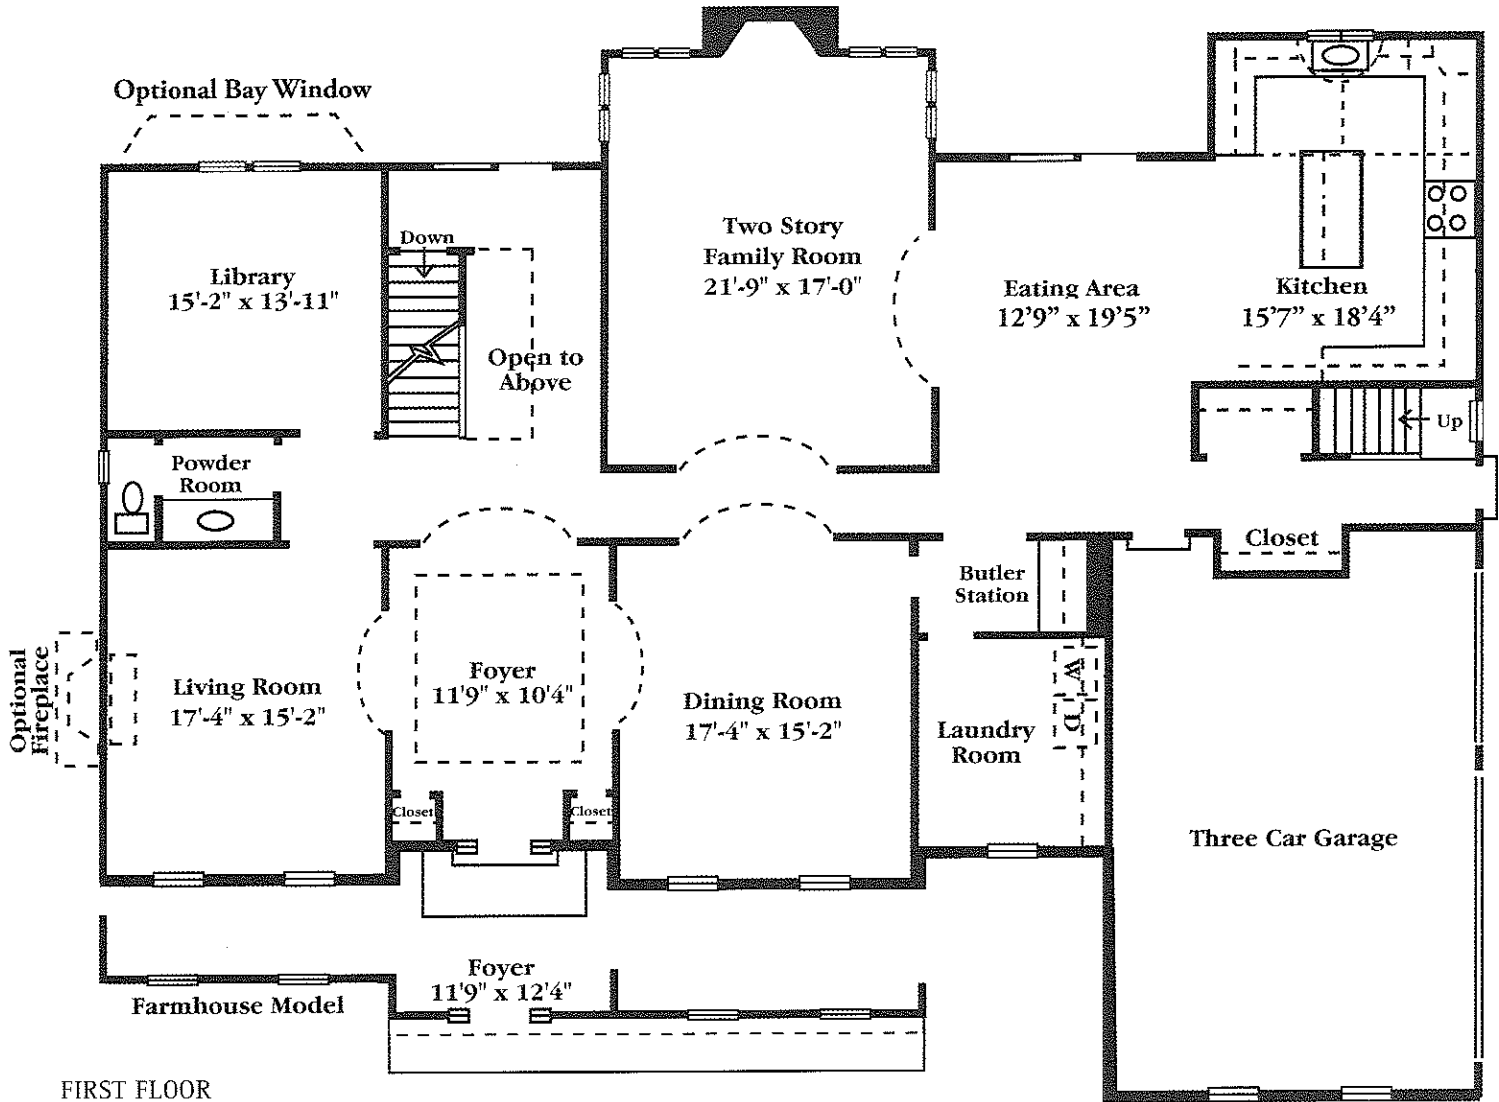 Optional Bay Window
Two Story
Family Room
21'-9" x 17'-0"
Down
Library
15'-2" x 13'-11"
Eating Area
12'9” x 19'5”
Kitchen
15'7” x 18'4”
Open to
Above
Up
Powder
Room
Closet
Butler
Station
Optional
Fireplace
Living Room
17'-4" x 15'-2"
Foyer
11'9" x 10'4"
Dining Room
17'-4" x 15'-2"
W
D
Laundry
Room
Closet
Closet
Three Car Garage
Foyer
11'9" x 12'4"
Farmhouse Model
FIRST FLOOR